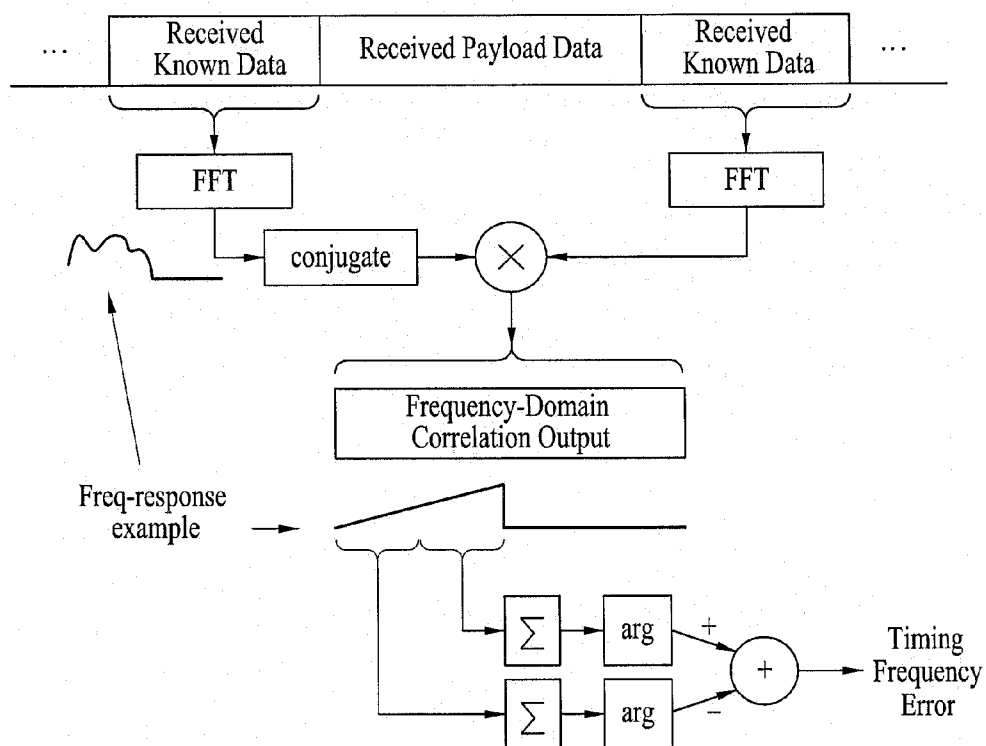 ...
Received
Known Data
Received Payload Data
Received
Known Data
...
FFT
FFT
conjugate
×
Frequency-Domain
Correlation Output
Freq-response
example
Σ
arg
+
Σ
arg
−
+
Timing
Frequency
Error